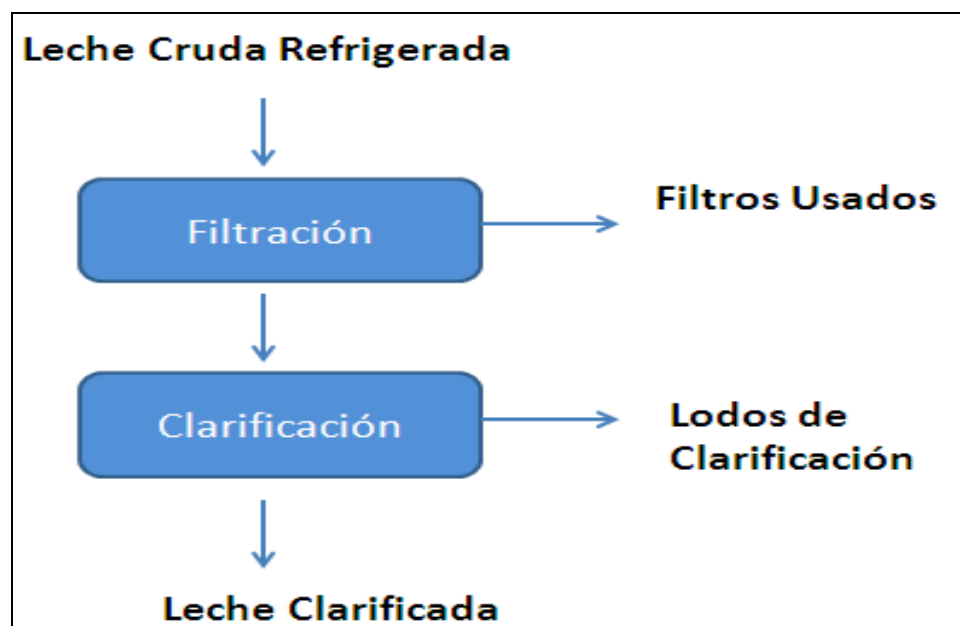 Leche Cruda Refrigerada
Filtración
Filtros Usados
Clarificación
Lodos de
Clarificación
Leche Clarificada